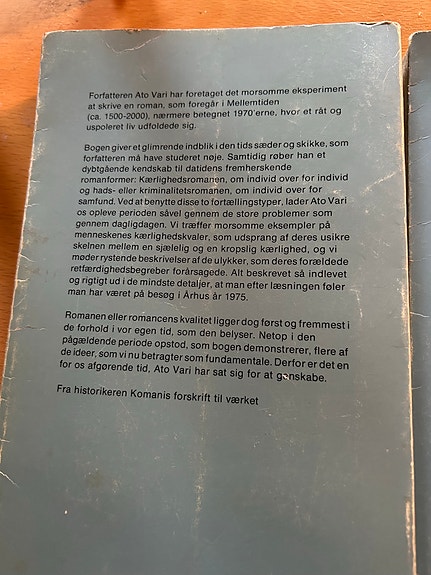 Forfatteren Ato Vari har foretaget det morsomme eksperiment
at skrive en roman, som foregår i Mellemtiden
(ca. 1500-2000), nærmere betegnet 1970'erne, hvor et råt og
uspoleret liv udfoldede sig.
Bogen giver et glimrende indblik i den tids sæder og skikke, som
forfatteren må have studeret nøje. Samtidig røber han et
dybtgående kendskab til datidens fremherskende
romanformer: Kærlighedsromanen, om individ over for individ
og hads- eller kriminalitetsromanen, om individ over for
samfund. Ved at benytte disse to fortællingstyper, lader Ato Vari
os opleve perioden såvel gennem de store problemer som
gennem dagligdagen. Vi træffer morsomme eksempler på
menneskenes kærlighedskvaler, som udsprang af deres usikre
skelnen mellem en sjælelig og en kropslig kærlighed, og vi
møder rystende beskrivelser af de ulykker, som deres forældede
retfærdighedsbegreber forårsagede. Alt beskrevet så indlevet
og rigtigt ud i de mindste detaljer, at man efter læsningen føler
man har været på besøg i Århus år 1975.
Romanen eller romancens kvalitet ligger dog først og fremmest i
de forhold i vor egen tid, som den belyser. Netop i den
pågældende periode opstod, som bogen demonstrerer, flere af
de ideer, som vi nu betragter som fundamentale. Derfor er det en
for os afgørende tid, Ato Vari har sat sig for at genskabe.
Fra historikeren Komanis forskrift til værket